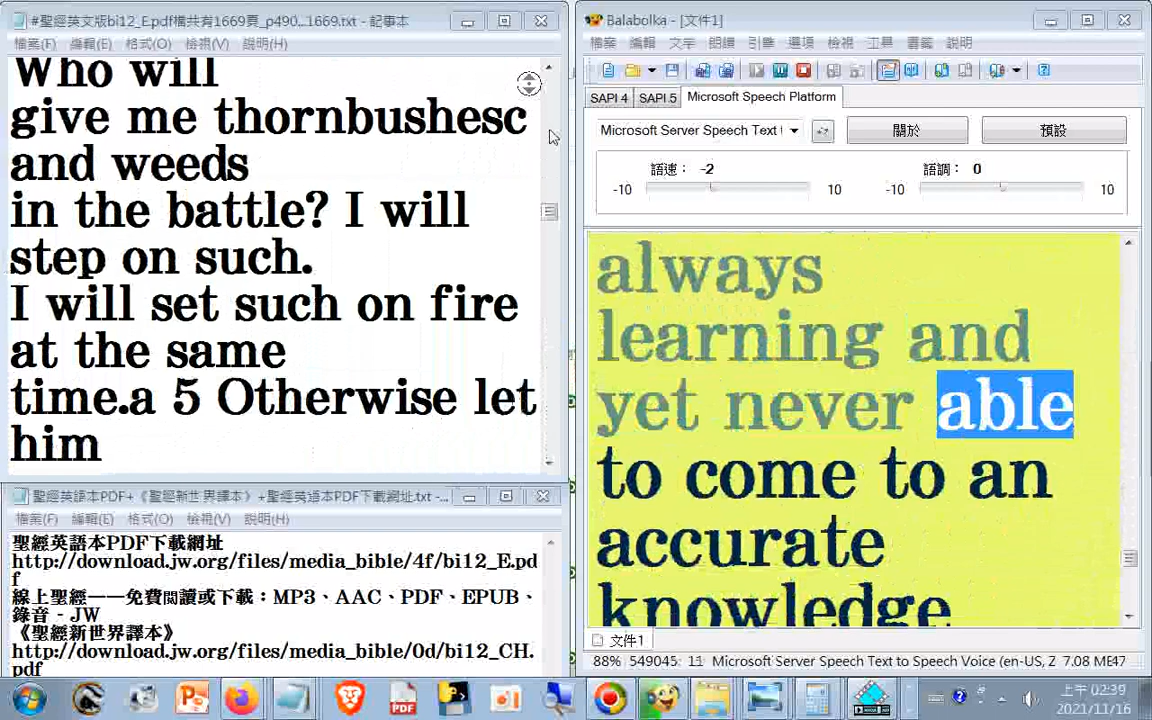 #聖經英文版bi12_E.pdf檔共有1669頁_p490...1669.txt - 記事本
檔案(F) 編輯(E) 格式(O) 檢視(V) 說明(H)
Who will
give me thornbushesc
and weeds
in the battle? I will
step on such.
I will set such on fire
at the same
time.a 5 Otherwise let
him
聖經英語本PDF+《聖經新世界譯本》+聖經英語本PDF下載網址.txt - ...
檔案(F) 編輯(E) 格式(O) 檢視(V) 說明(H)
聖經英語本PDF下載網址
http://download.jw.org/files/media_bible/4f/bi12_E.pd
f
線上聖經——免費閱讀或下載：MP3、AAC、PDF、EPUB、
錄音 - JW
《聖經新世界譯本》
http://download.jw.org/files/media_bible/0d/bi12_CH.
pdf
Balabolka - [文件1]
檔案 編輯 文字 朗讀 引擎 選項 檢視 工具 書籤 說明
SAPI 4 SAPI 5 Microsoft Speech Platform
Microsoft Server Speech Text 關於 預設
語速： -2 語調： 0
-10 10 -10 10
always
learning and
yet never able
to come to an
accurate
knowledge
文件1
88% 549045: 11 Microsoft Server Speech Text to Speech Voice (en-US, Z 7.08 ME47
上午 02:39
2021/11/16